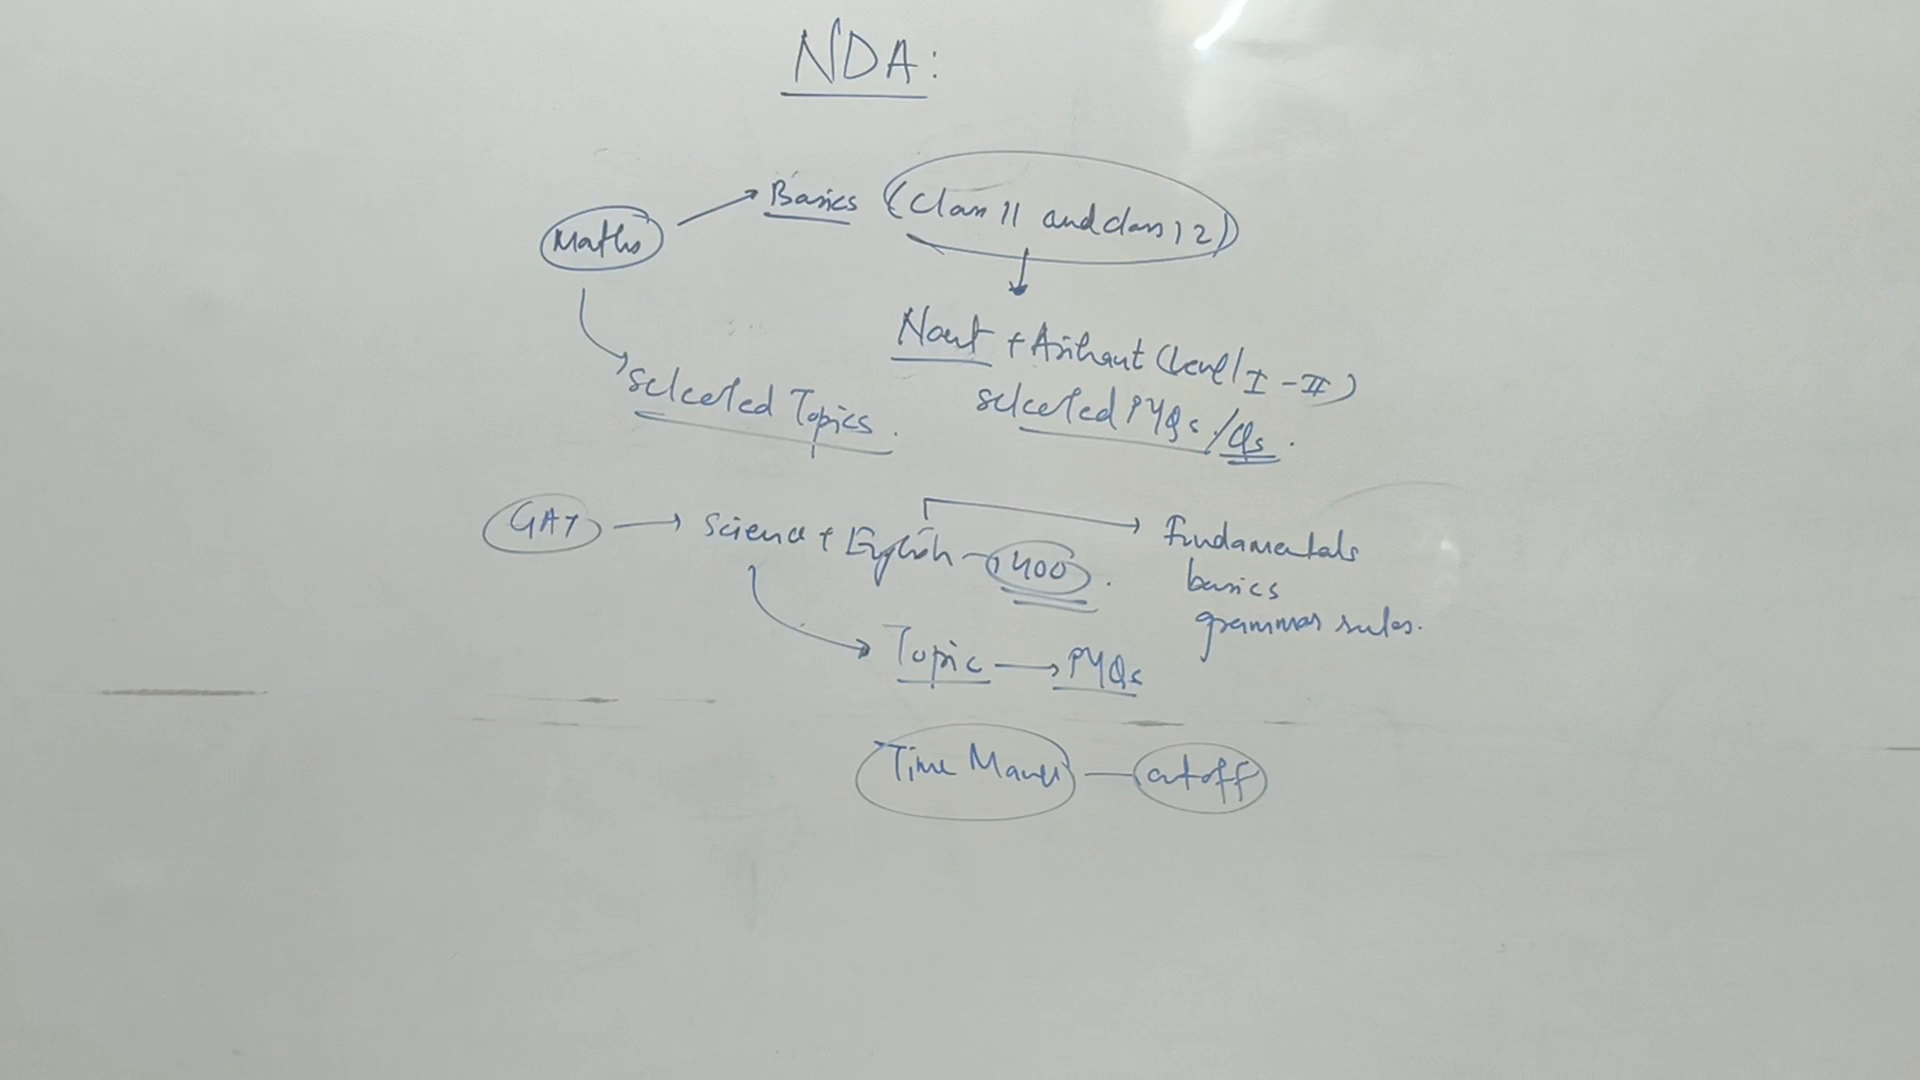 NDA:
Maths → Basics (Class 11 and class 12)
Ncert + Arihant (Level I - II)
selected Topics.
selected PYQs / Qs.
GAT → Science + English - 400. → Fundamentals
basics
grammar rules.
Topic → PYQs
Time - cutoff